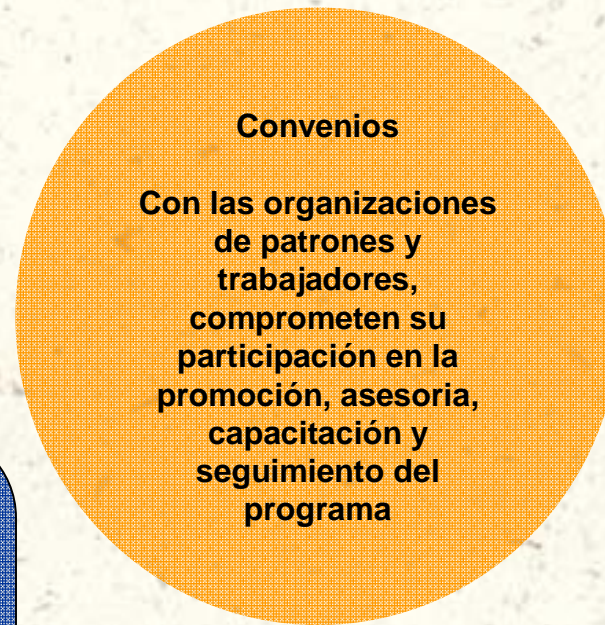 Convenios
Con las organizaciones
de patrones y
trabajadores,
comprometen su
participación en la
promoción, asesoria,
capacitación y
seguimiento del
programa